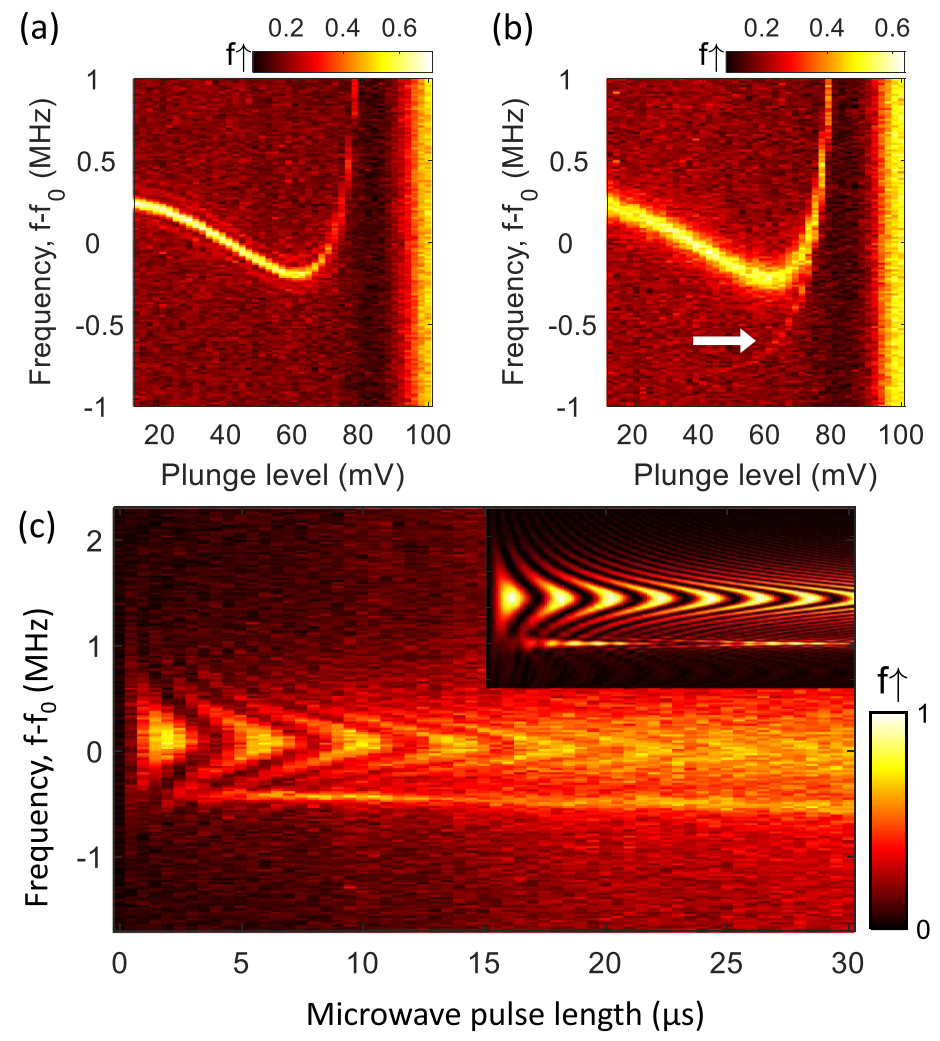 (a)
f↑
0.2 0.4 0.6
1
0.5
0
-0.5
-1
Frequency, f-f0 (MHz)
20 40 60 80 100
Plunge level (mV)
(b)
f↑
0.2 0.4 0.6
1
0.5
0
-0.5
-1
Frequency, f-f0 (MHz)
20 40 60 80 100
Plunge level (mV)
(c)
2
1
0
-1
Frequency, f-f0 (MHz)
0 5 10 15 20 25 30
Microwave pulse length (μs)
f↑
1
0